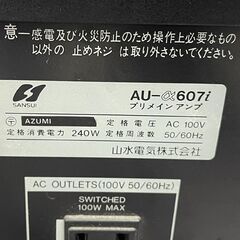 意一感電及び火災防止のため操作上必要な
以外の 止めネジ は取り外さないでください
SANSUI
AU-α607i
プリメインアンプ
〒 AZUMI
定格電圧 AC 100V
定格消費電力 240W 定格周波数 50/60Hz
山水電気株式会社
AC OUTLETS(100V 50/60Hz)
SWITCHED
100W MAX